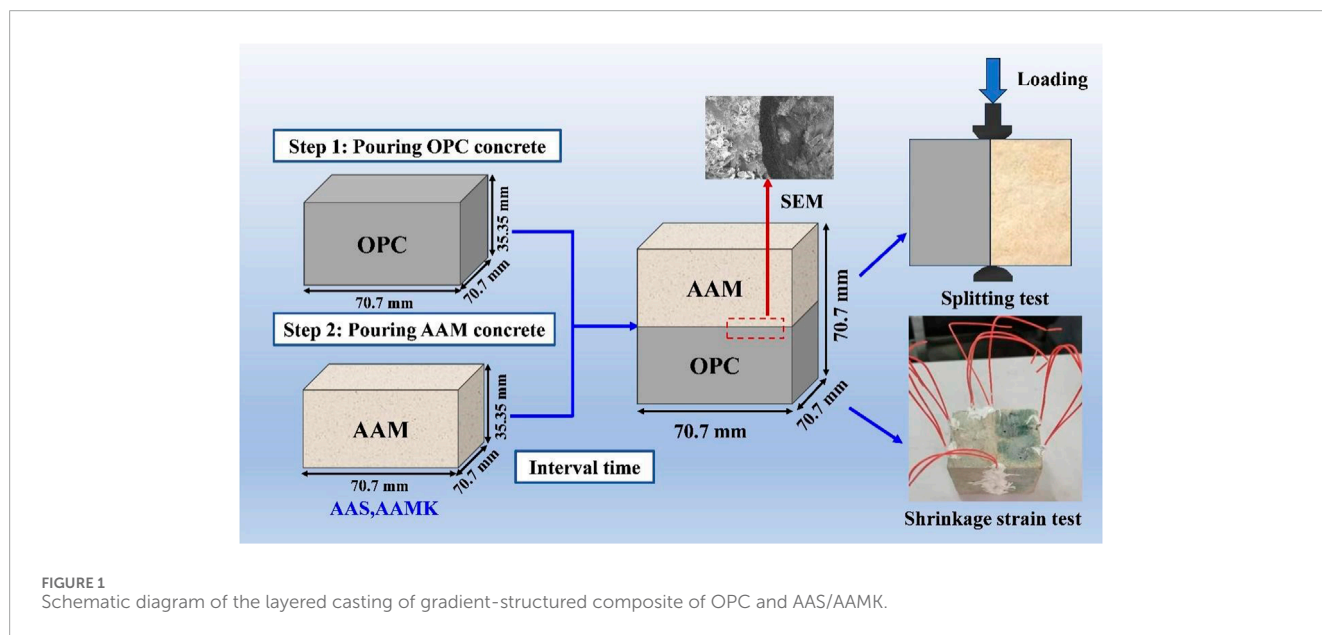 Step 1: Pouring OPC concrete
OPC
35.35 mm
70.7 mm
70.7 mm
Step 2: Pouring AAM concrete
AAM
35.35 mm
70.7 mm
70.7 mm
AAS,AAMK
Interval time
SEM
AAM
OPC
70.7 mm
70.7 mm
70.7 mm
Loading
Splitting test
Shrinkage strain test
FIGURE 1
Schematic diagram of the layered casting of gradient-structured composite of OPC and AAS/AAMK.